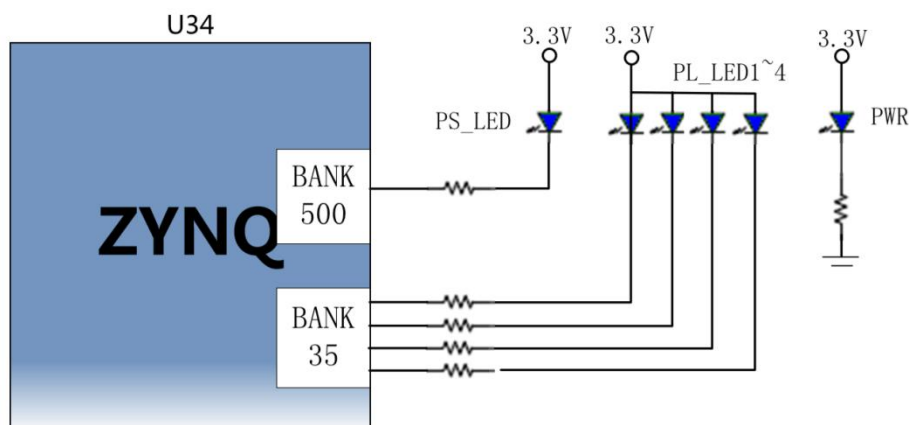 U34
3.3V
3.3V
3.3V
PL_LED1~4
PS_LED
PWR
BANK
500
ZYNQ
BANK
35